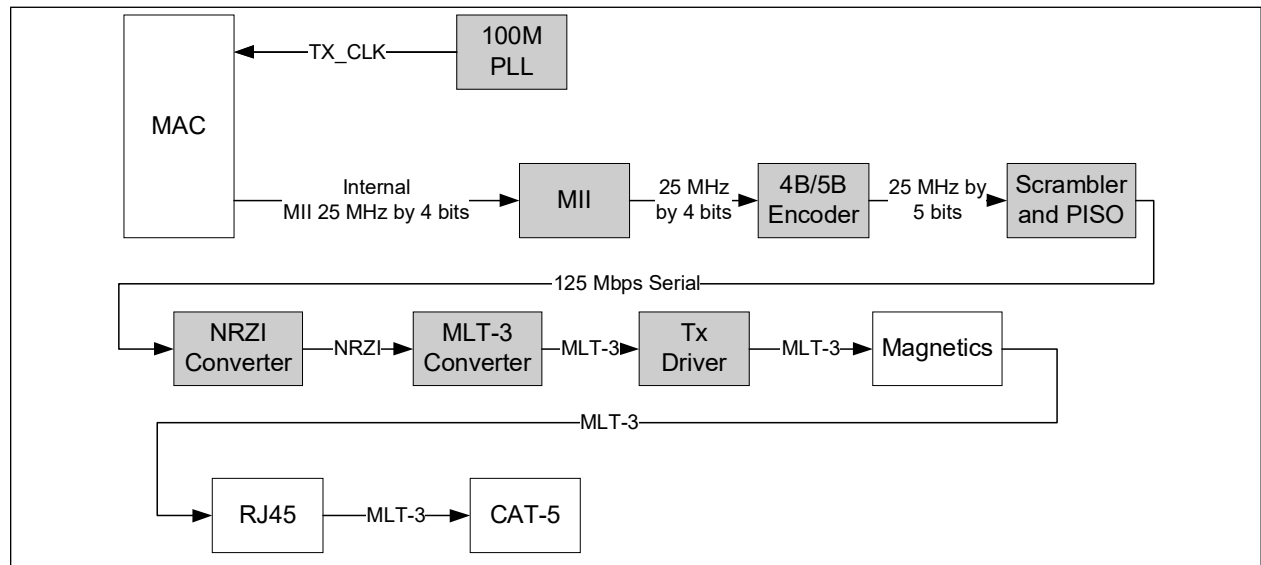 TX_CLK
100M
PLL
MAC
Internal
MII 25 MHz by 4 bits
MII
25 MHz
by 4 bits
4B/5B
Encoder
25 MHz by
5 bits
Scrambler
and PISO
125 Mbps Serial
NRZI
Converter
NRZI
MLT-3
Converter
MLT-3
Tx
Driver
MLT-3
Magnetics
MLT-3
RJ45
MLT-3
CAT-5